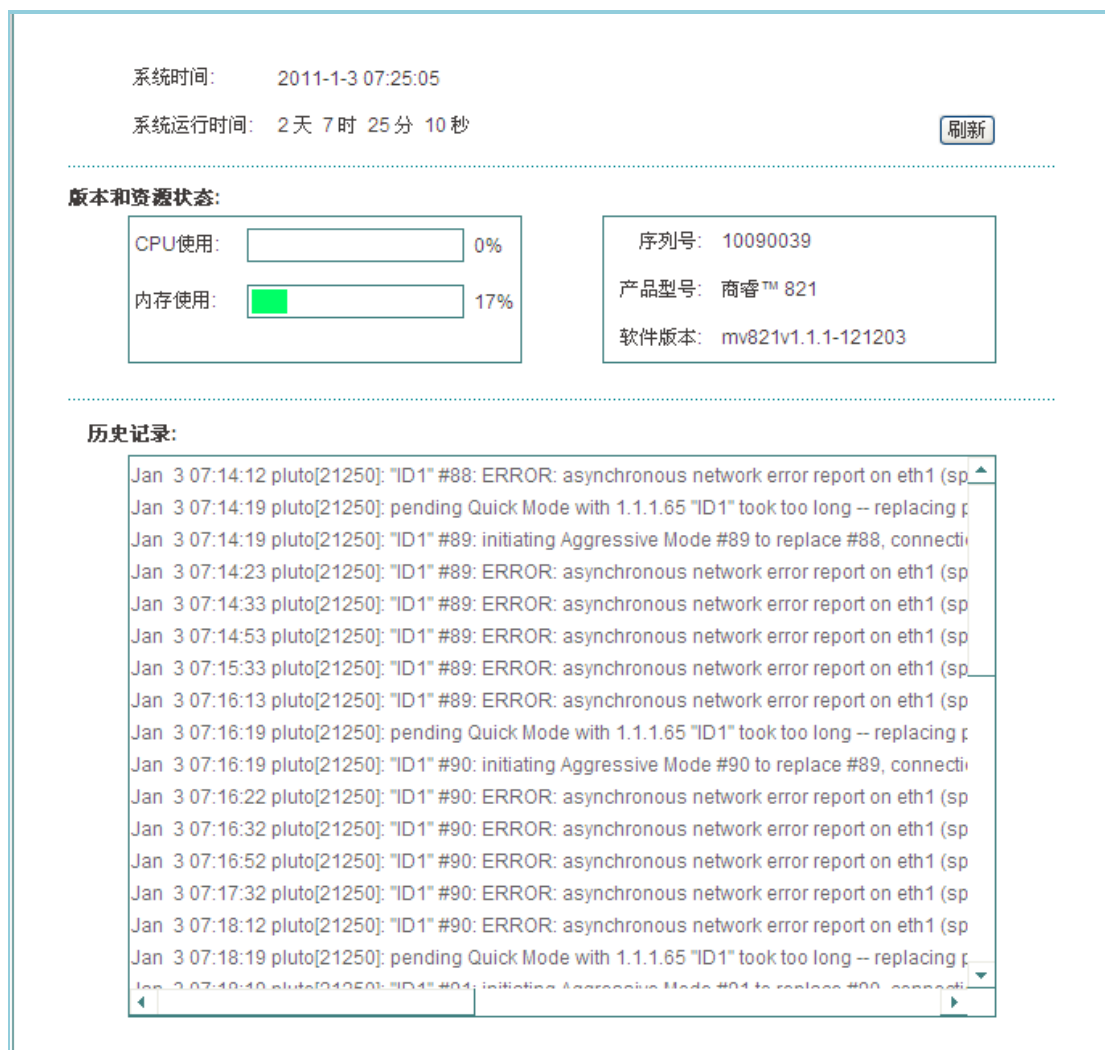 系统时间: 2011-1-3 07:25:05
系统运行时间: 2天 7时 25分 10秒
刷新
版本和资源状态:
CPU使用: 0%
内存使用: 17%
序列号: 10090039
产品型号: 商睿™ 821
软件版本: mv821v1.1.1-121203
历史记录:
Jan 3 07:14:12 pluto[21250]: "ID1" #88: ERROR: asynchronous network error report on eth1 (sp
Jan 3 07:14:19 pluto[21250]: pending Quick Mode with 1.1.1.65 "ID1" took too long -- replacing p
Jan 3 07:14:19 pluto[21250]: "ID1" #89: initiating Aggressive Mode #89 to replace #88, connecti
Jan 3 07:14:23 pluto[21250]: "ID1" #89: ERROR: asynchronous network error report on eth1 (sp
Jan 3 07:14:33 pluto[21250]: "ID1" #89: ERROR: asynchronous network error report on eth1 (sp
Jan 3 07:14:53 pluto[21250]: "ID1" #89: ERROR: asynchronous network error report on eth1 (sp
Jan 3 07:15:33 pluto[21250]: "ID1" #89: ERROR: asynchronous network error report on eth1 (sp
Jan 3 07:16:13 pluto[21250]: "ID1" #89: ERROR: asynchronous network error report on eth1 (sp
Jan 3 07:16:19 pluto[21250]: pending Quick Mode with 1.1.1.65 "ID1" took too long -- replacing p
Jan 3 07:16:19 pluto[21250]: "ID1" #90: initiating Aggressive Mode #90 to replace #89, connecti
Jan 3 07:16:22 pluto[21250]: "ID1" #90: ERROR: asynchronous network error report on eth1 (sp
Jan 3 07:16:32 pluto[21250]: "ID1" #90: ERROR: asynchronous network error report on eth1 (sp
Jan 3 07:16:52 pluto[21250]: "ID1" #90: ERROR: asynchronous network error report on eth1 (sp
Jan 3 07:17:32 pluto[21250]: "ID1" #90: ERROR: asynchronous network error report on eth1 (sp
Jan 3 07:18:12 pluto[21250]: "ID1" #90: ERROR: asynchronous network error report on eth1 (sp
Jan 3 07:18:19 pluto[21250]: pending Quick Mode with 1.1.1.65 "ID1" took too long -- replacing p
Jan 3 07:18:19 pluto[21250]: "ID1" #91: initiating Aggressive Mode #91 to replace #90, connecti